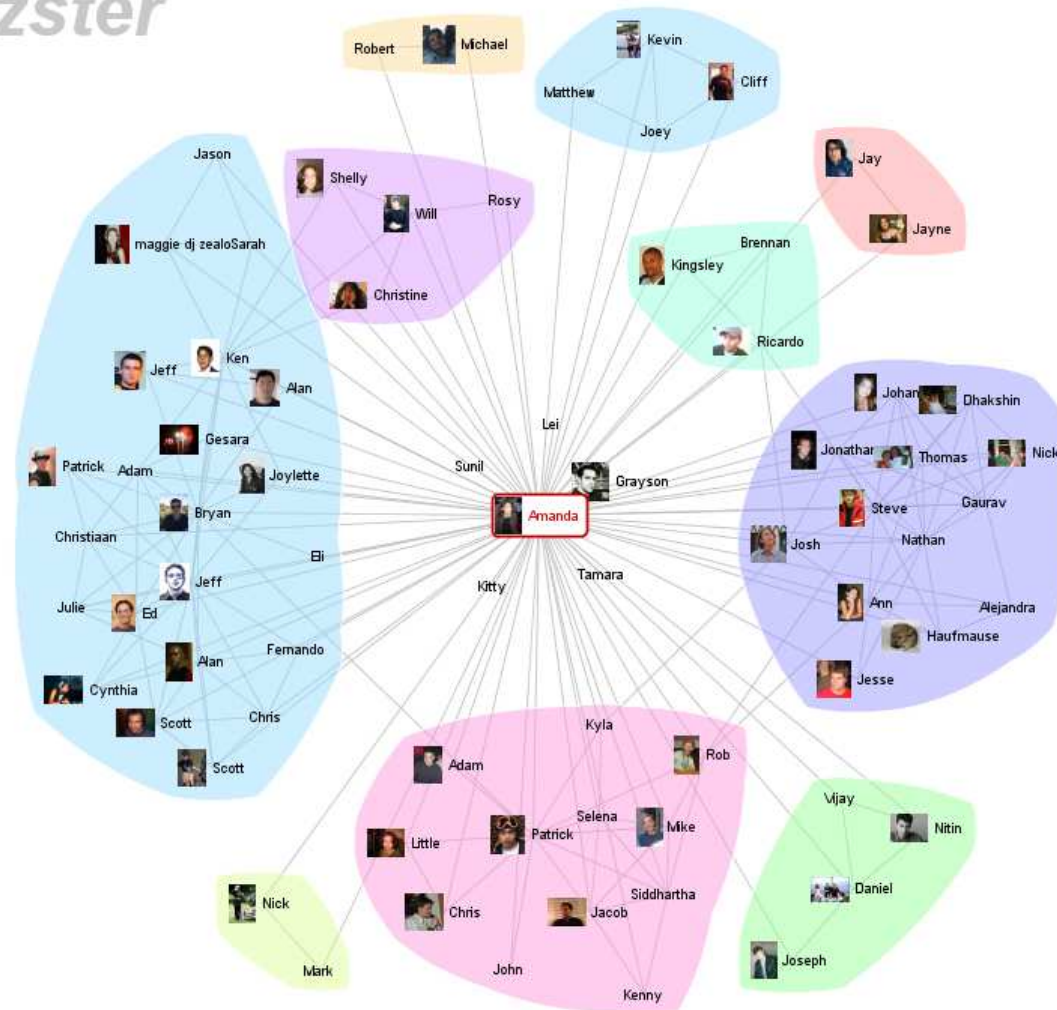 zster
Robert
Michael
Kevin
Cliff
Matthew
Joey
Jason
Shelly
Will
Rosy
Christine
maggie dj zealoSarah
Jay
Jayne
Brennan
Kingsley
Ricardo
Ken
Jeff
Alan
Gesara
Patrick
Adam
Joylette
Bryan
Christiaan
Eli
Jeff
Julie
Ed
Fernando
Alan
Cynthia
Scott
Chris
Scott
Lei
Sunil
Grayson
Amanda
Kitty
Tamara
Johan
Dhakshin
Jonathan
Thomas
Nick
Steve
Gaurav
Josh
Nathan
Ann
Alejandra
Haufmause
Jesse
Kyla
Rob
Adam
Selena
Little
Patrick
Mike
Siddhartha
Chris
Jacob
John
Kenny
Vijay
Nitin
Daniel
Joseph
Nick
Mark